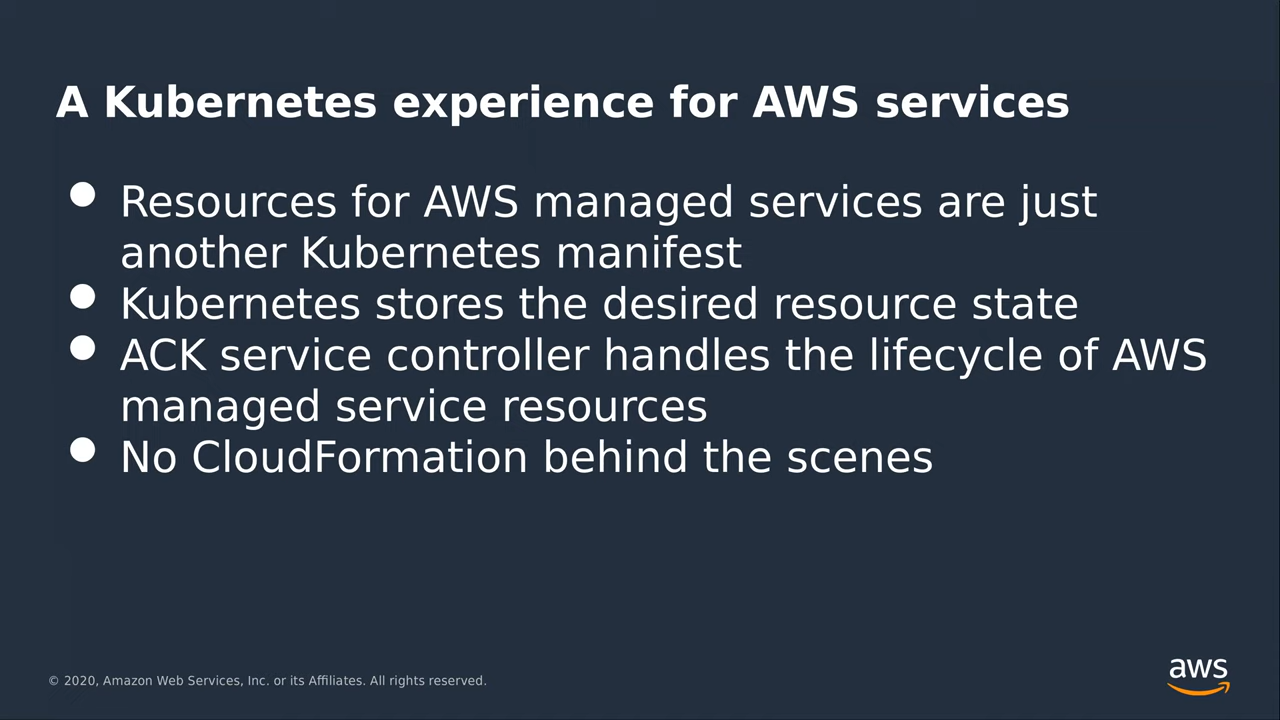 A Kubernetes experience for AWS services
● Resources for AWS managed services are just
another Kubernetes manifest
● Kubernetes stores the desired resource state
● ACK service controller handles the lifecycle of AWS
managed service resources
● No CloudFormation behind the scenes
© 2020, Amazon Web Services, Inc. or its Affiliates. All rights reserved.
aws